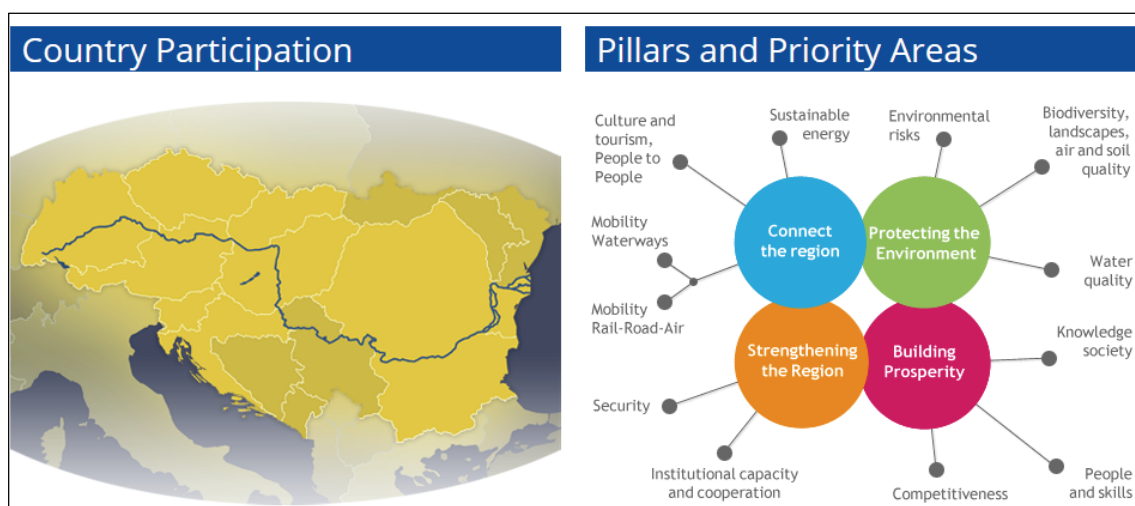 Country Participation
Pillars and Priority Areas
Culture and
tourism,
People to
People
Sustainable
energy
Environmental
risks
Biodiversity,
landscapes,
air and soil
quality
Mobility
Waterways
Connect
the region
Protecting the
Environment
Water
quality
Mobility
Rail-Road-Air
Strengthening
the Region
Building
Prosperity
Knowledge
society
Security
Institutional capacity
and cooperation
Competitiveness
People
and skills